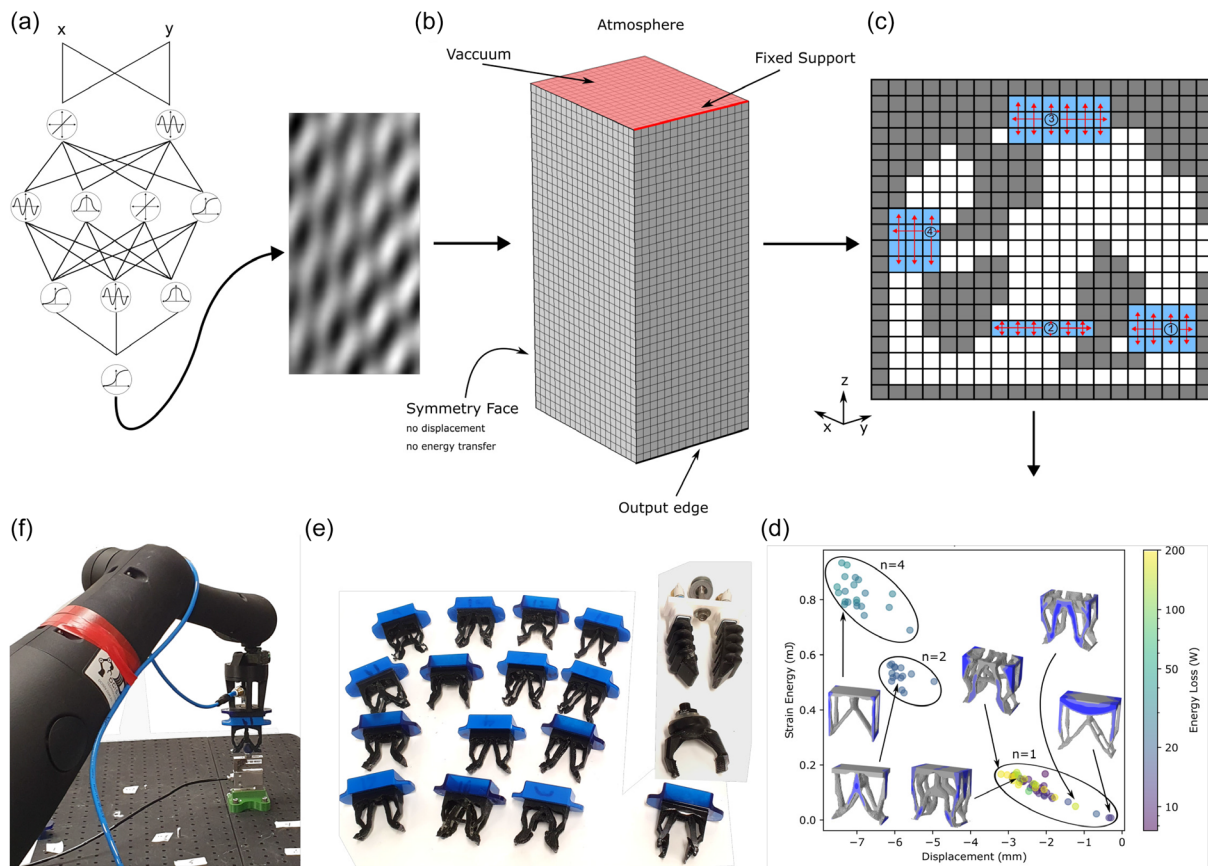 (a)
x
y
(b)
Atmosphere
Vaccuum
Fixed Support
Symmetry Face
no displacement
no energy transfer
Output edge
(c)
3
4
2
1
z
x
y
(f)
(e)
(d)
n=4
n=2
n=1
Strain Energy (mJ)
0.8
0.6
0.4
0.2
0.0
−7
−6
−5
−4
−3
−2
−1
0
Displacement (mm)
200
100
50
20
10
Energy Loss (W)